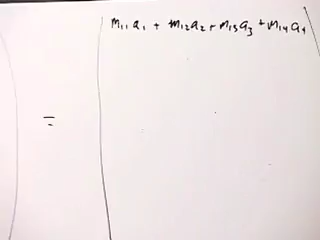 m₁₁a₁ + m₁₂a₂ + m₁₃a₃ + m₁₄a₄
=